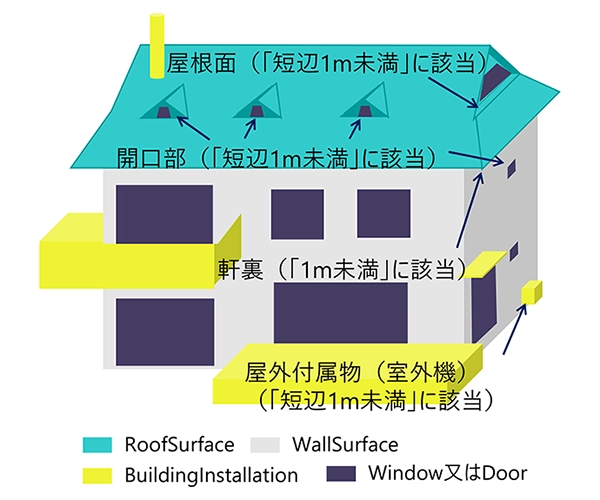 屋根面（「短辺1m未満」に該当）
開口部（「短辺1m未満」に該当）
軒裏（「1m未満」に該当）
屋外付属物（室外機）
（「短辺1m未満」に該当）
RoofSurface WallSurface
BuildingInstallation Window又はDoor